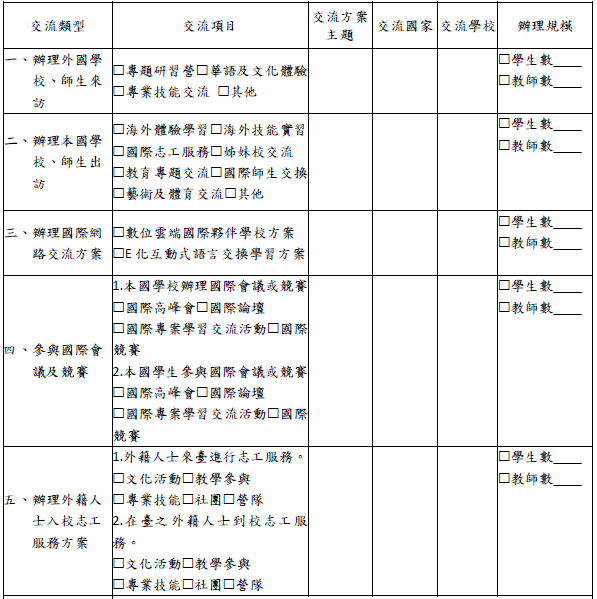 交流類型 交流項目 交流方案主題 交流國家 交流學校 辦理規模
一、辦理外國學
校、師生來
訪
□專題研習營□華語及文化體驗
□專業技能交流 □其他
□學生數____
□教師數____
二、辦理本國學
校、師生出
訪
□海外體驗學習□海外技能實習
□國際志工服務□姊妹校交流
□教育專題交流□國際師生交換
□藝術及體育交流□其他
□學生數____
□教師數____
三、辦理國際網
路交流方案
□數位雲端國際夥伴學校方案
□E化互動式語言交換學習方案
□學生數____
□教師數____
四、參與國際會
議及競賽
1.本國學校辦理國際會議或競賽
□國際高峰會□國際論壇
□國際專案學習交流活動□國際
競賽
2.本國學生參與國際會議或競賽
□國際高峰會□國際論壇
□國際專案學習交流活動□國際
競賽
□學生數____
□教師數____
五、辦理外籍人
士入校志工
服務方案
1.外籍人士來臺進行志工服務。
□文化活動□教學參與
□專業技能□社團□營隊
2.在臺之外籍人士到校志工服
務。
□文化活動□教學參與
□專業技能□社團□營隊
□學生數____
□教師數____